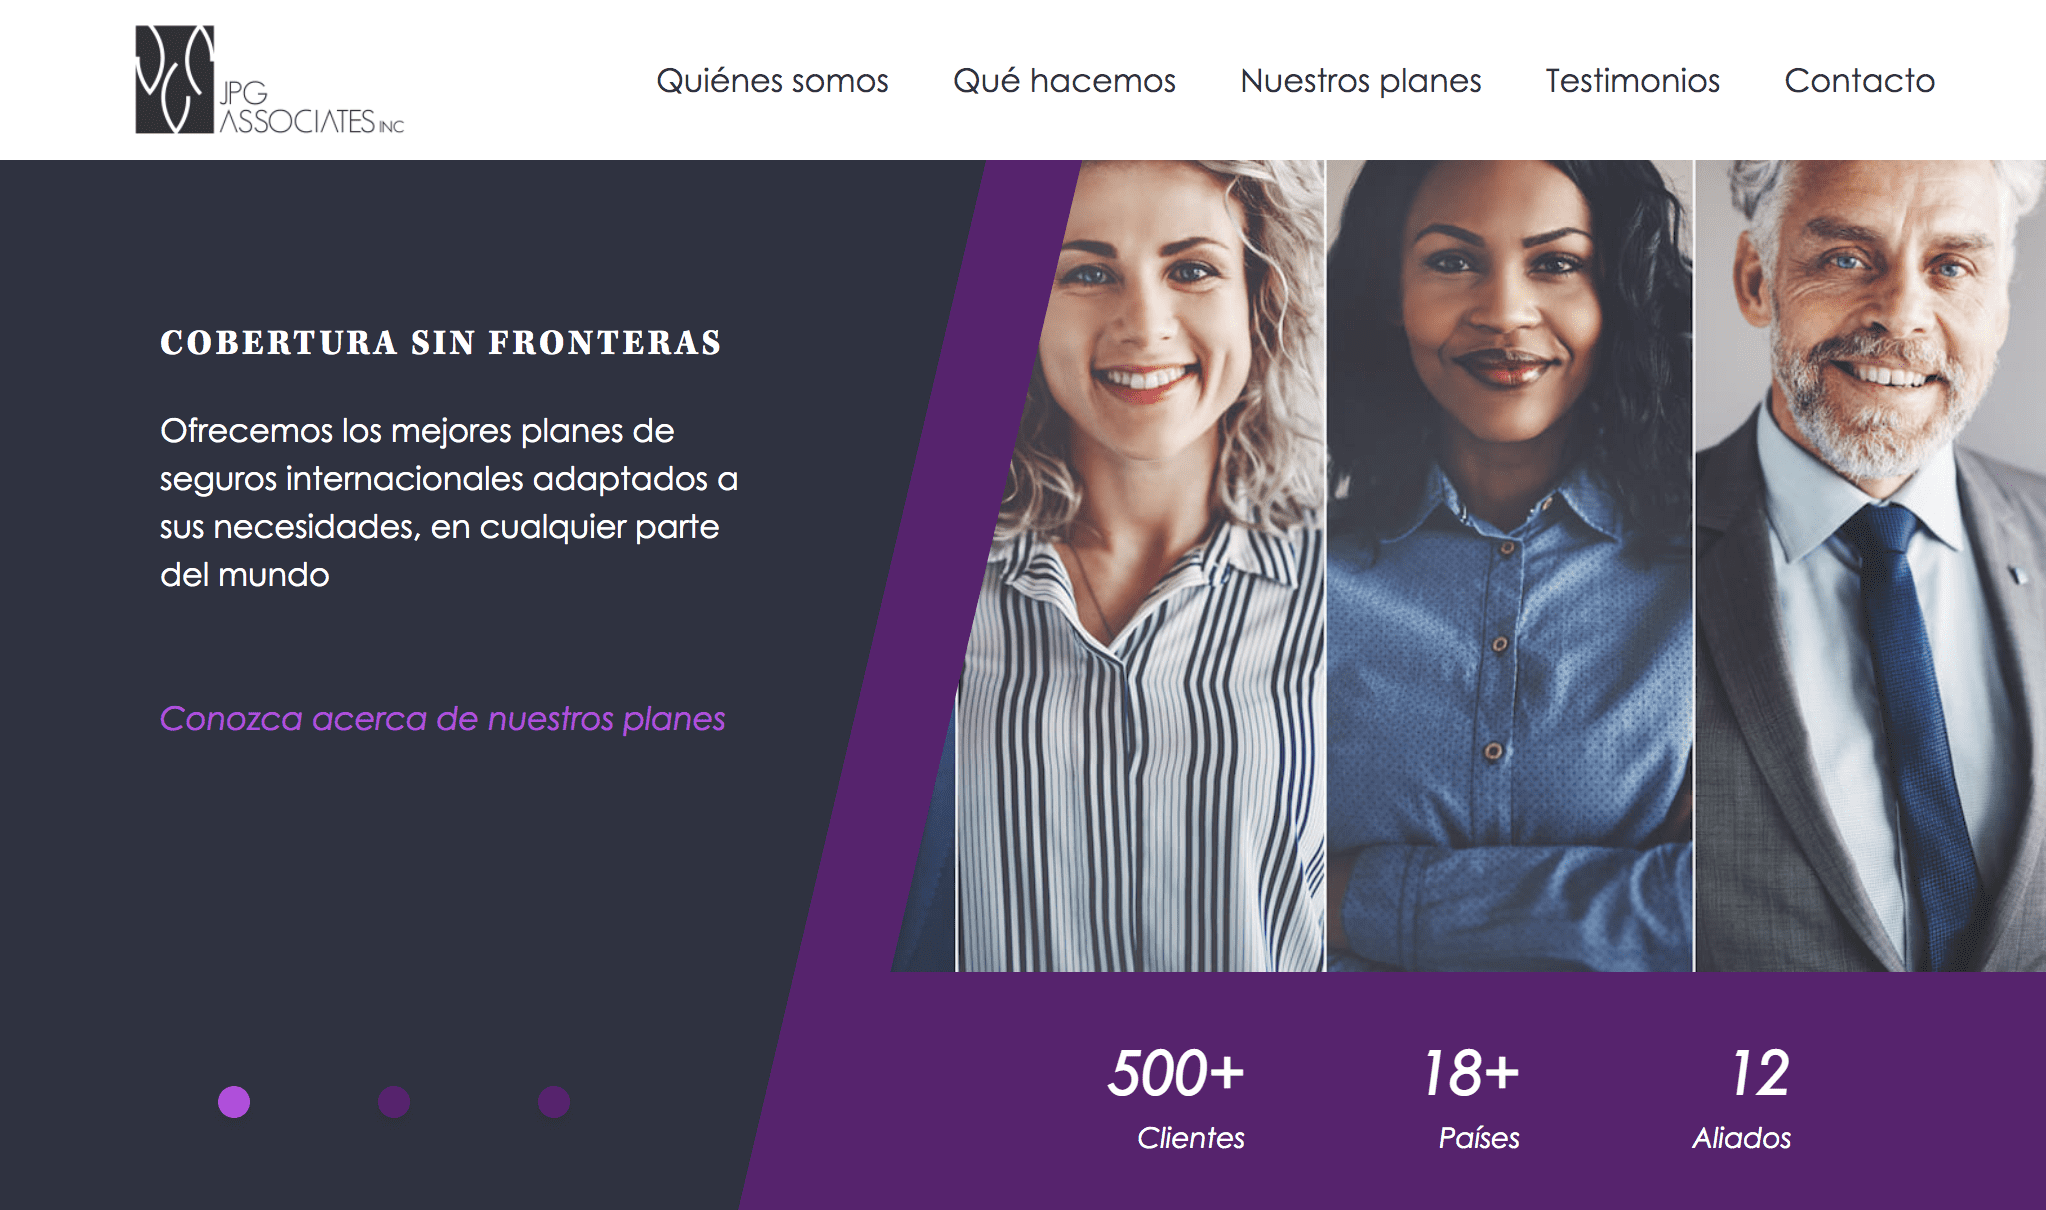 JPG
ASSOCIATES INC
Quiénes somos
Qué hacemos
Nuestros planes
Testimonios
Contacto
COBERTURA SIN FRONTERAS
Ofrecemos los mejores planes de
seguros internacionales adaptados a
sus necesidades, en cualquier parte
del mundo
Conozca acerca de nuestros planes
500+
Clientes
18+
Países
12
Aliados